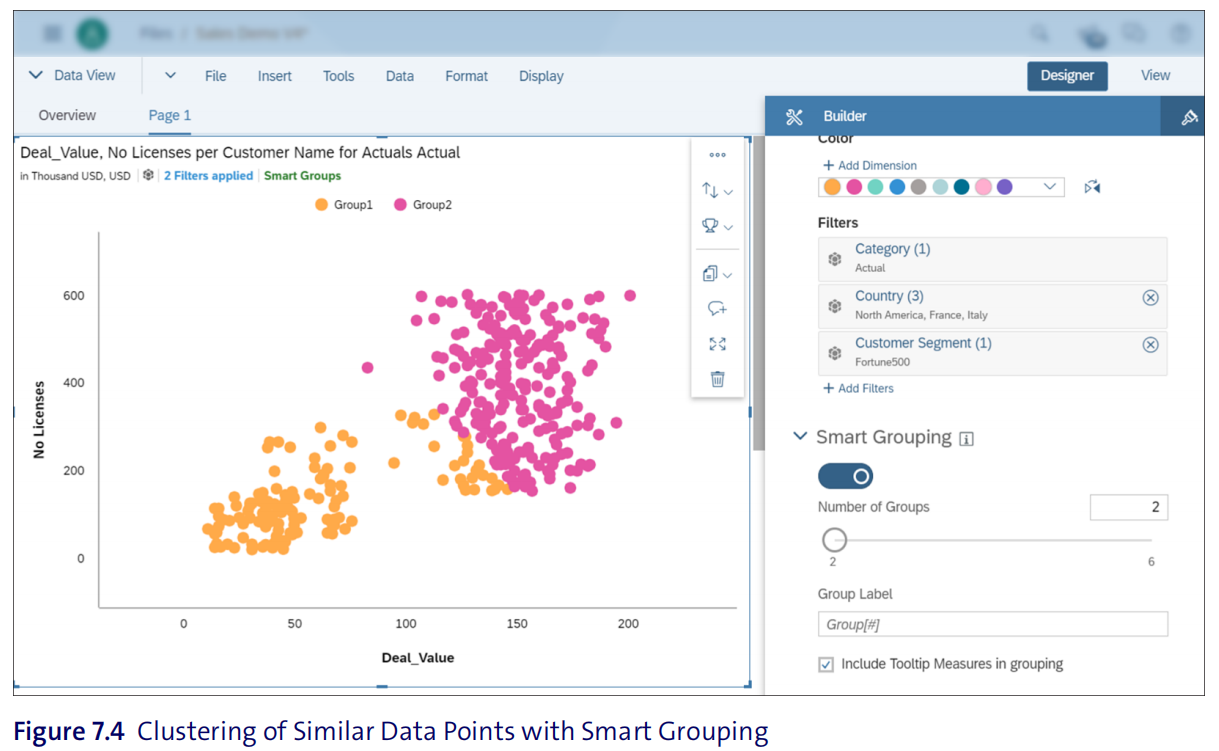 Files / Sales Demo V4*
Data View File Insert Tools Data Format Display Designer View
Overview Page 1
Builder
Deal_Value, No Licenses per Customer Name for Actuals Actual
in Thousand USD, USD 2 Filters applied Smart Groups
Group1 Group2
600
400
200
0
No Licenses
0 50 100 150 200
Deal_Value
Color
+ Add Dimension
Filters
Category (1)
Actual
Country (3)
North America, France, Italy
Customer Segment (1)
Fortune500
+ Add Filters
Smart Grouping
Number of Groups 2
2 6
Group Label
Group[#]
Include Tooltip Measures in grouping
Figure 7.4 Clustering of Similar Data Points with Smart Grouping